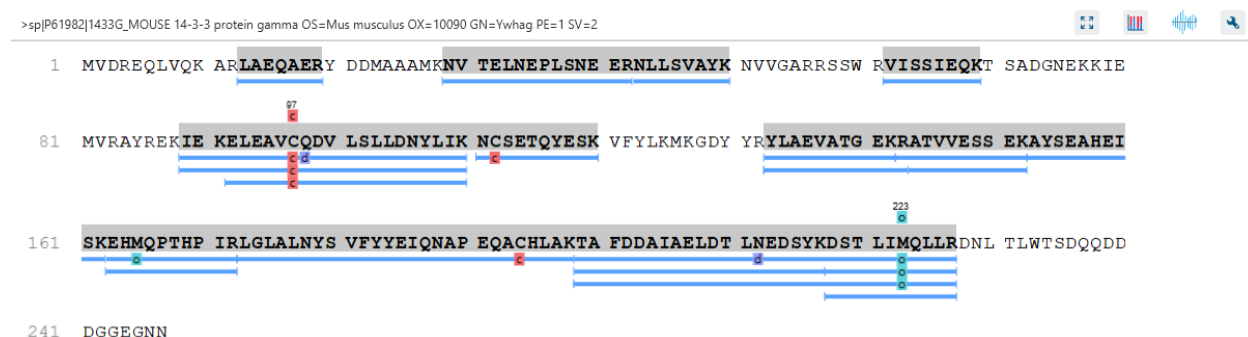 >sp|P61982|1433G_MOUSE 14-3-3 protein gamma OS=Mus musculus OX=10090 GN=Ywhag PE=1 SV=2
1 MVDREQLVQK ARLAEQAERY DDMAAAMKNV TELNEPLSNE ERNLLSVAYK NVVGARRSSW RVISSIEQKT SADGNEKKIE
97
c
81 MVRAYREKIE KELEAVCQDV LSLLDNYLIK NCSETQYESK VFYLKMKGDY YRYLAEVATG EKRATVVESS EKAYSEAHEI
c d c
c
c
223
o
161 SKEHMQPTHP IRLGLALNYS VFYYEIQNAP EQACHLAKTA FDDAIAELDT LNEDSYKDST LIMQLLRDNL TLWTSDQQDD
o c d o
o
o
241 DGGEGNN